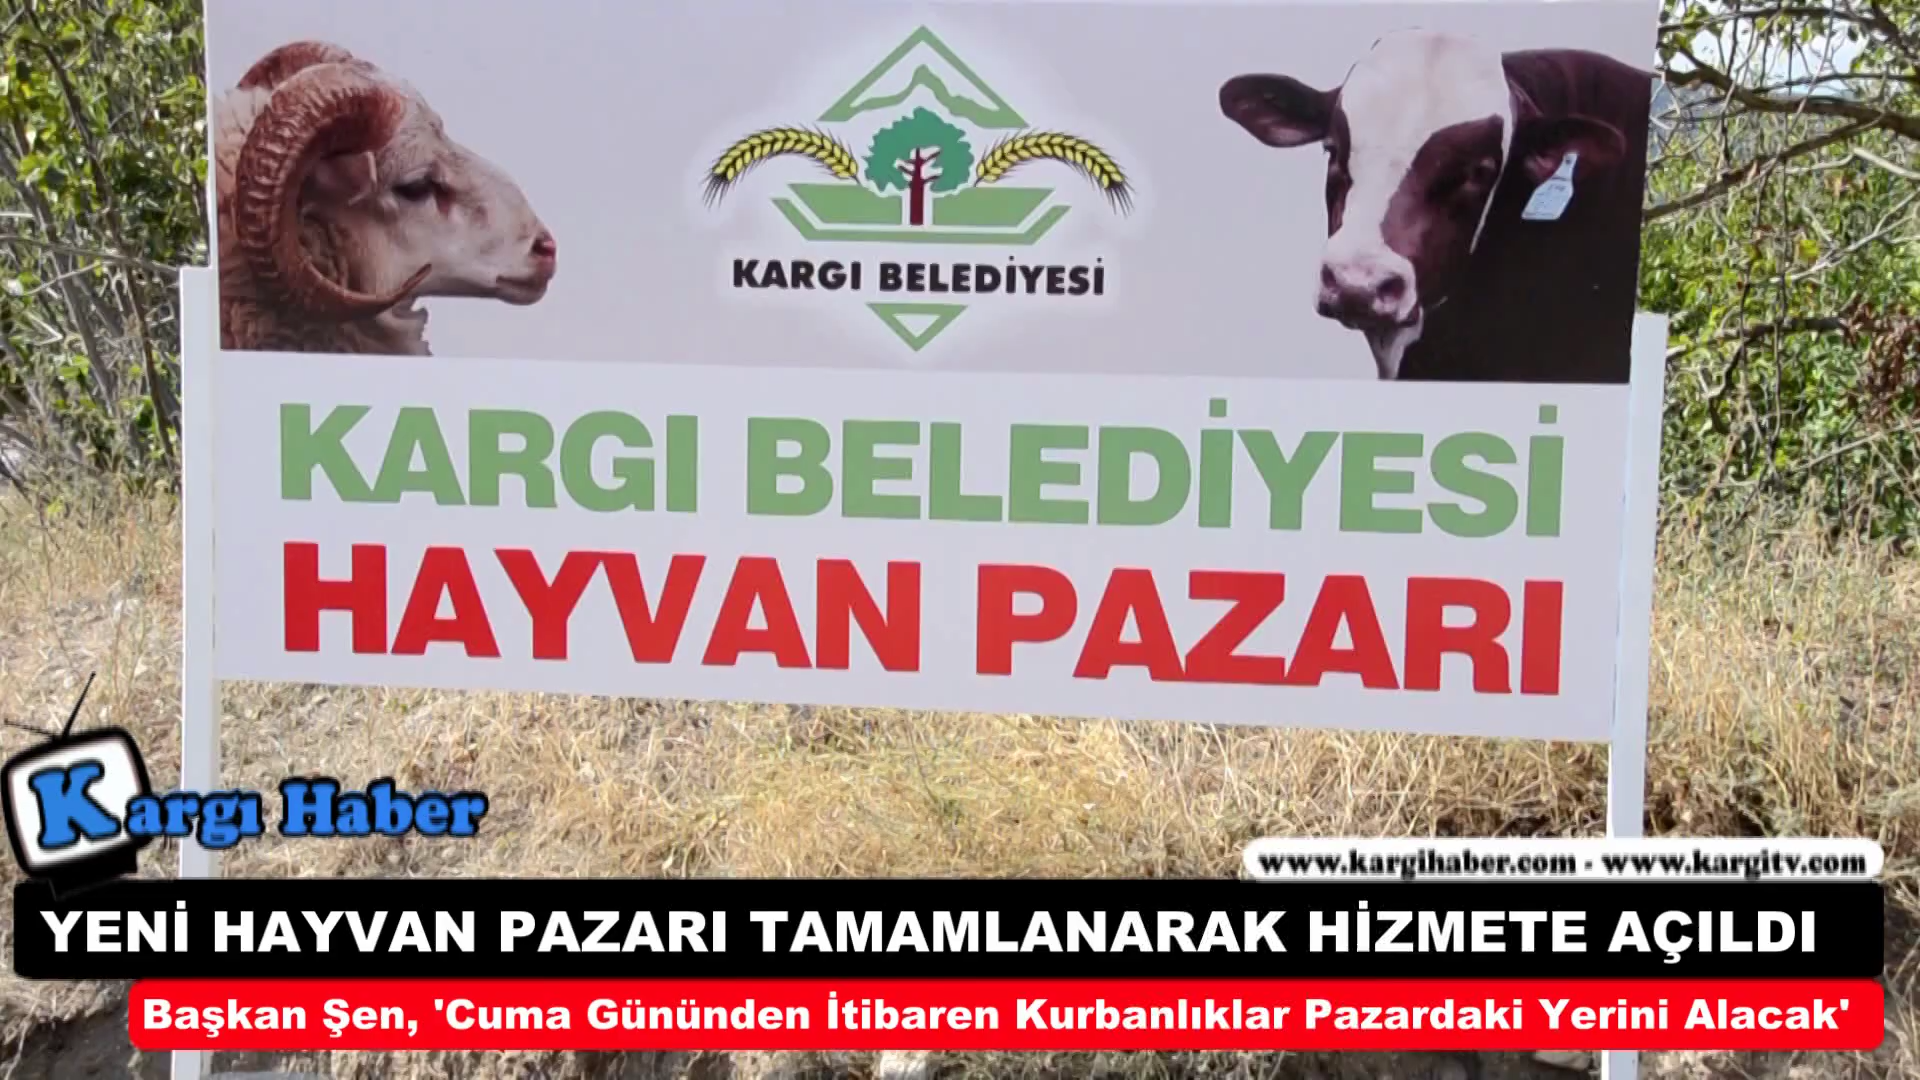 KARGI BELEDİYESİ
KARGI BELEDİYESİ
HAYVAN PAZARI
Kargı Haber
www.kargihaber.com - www.kargitv.com
YENİ HAYVAN PAZARI TAMAMLANARAK HİZMETE AÇILDI
Başkan Şen, 'Cuma Gününden İtibaren Kurbanlıklar Pazardaki Yerini Alacak'